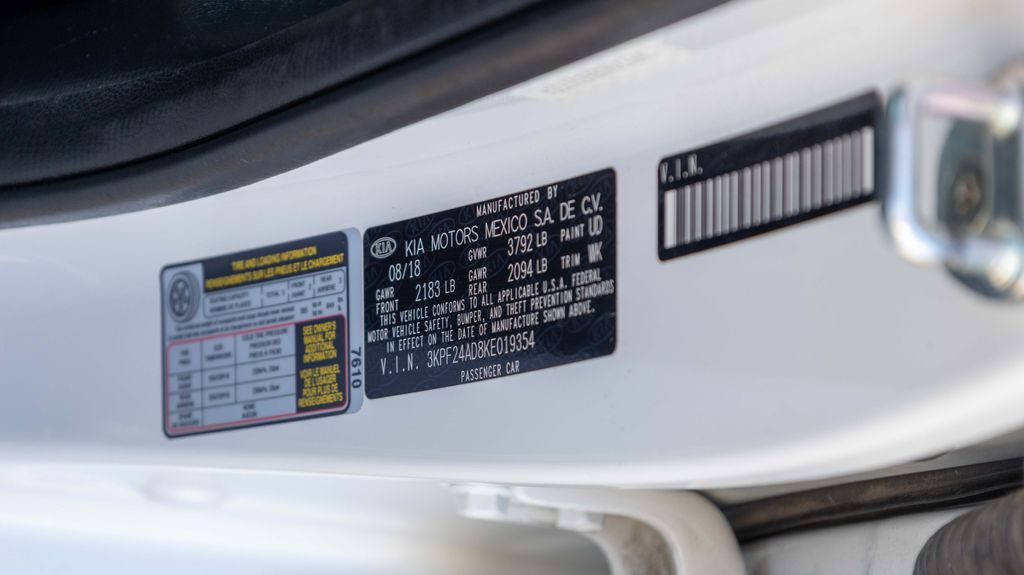 TIRE AND LOADING INFORMATION
RENSEIGNEMENTS SUR LES PNEUS ET LE CHARGEMENT
SEE OWNER'S
MANUAL FOR
ADDITIONAL
INFORMATION
VOIR LE MANUEL
DE L'USAGER
POUR PLUS DE
RENSEIGNEMENTS
7610
MANUFACTURED BY
KIA KIA MOTORS MEXICO S.A. DE C.V.
08/18 GVWR 3792 LB PAINT UD
GAWR FRONT 2183 LB GAWR REAR 2094 LB TRIM WK
THIS VEHICLE CONFORMS TO ALL APPLICABLE U.S.A. FEDERAL
MOTOR VEHICLE SAFETY, BUMPER, AND THEFT PREVENTION STANDARDS
IN EFFECT ON THE DATE OF MANUFACTURE SHOWN ABOVE.
V.I.N. 3KPF24AD8KE019354
PASSENGER CAR
V.I.N.